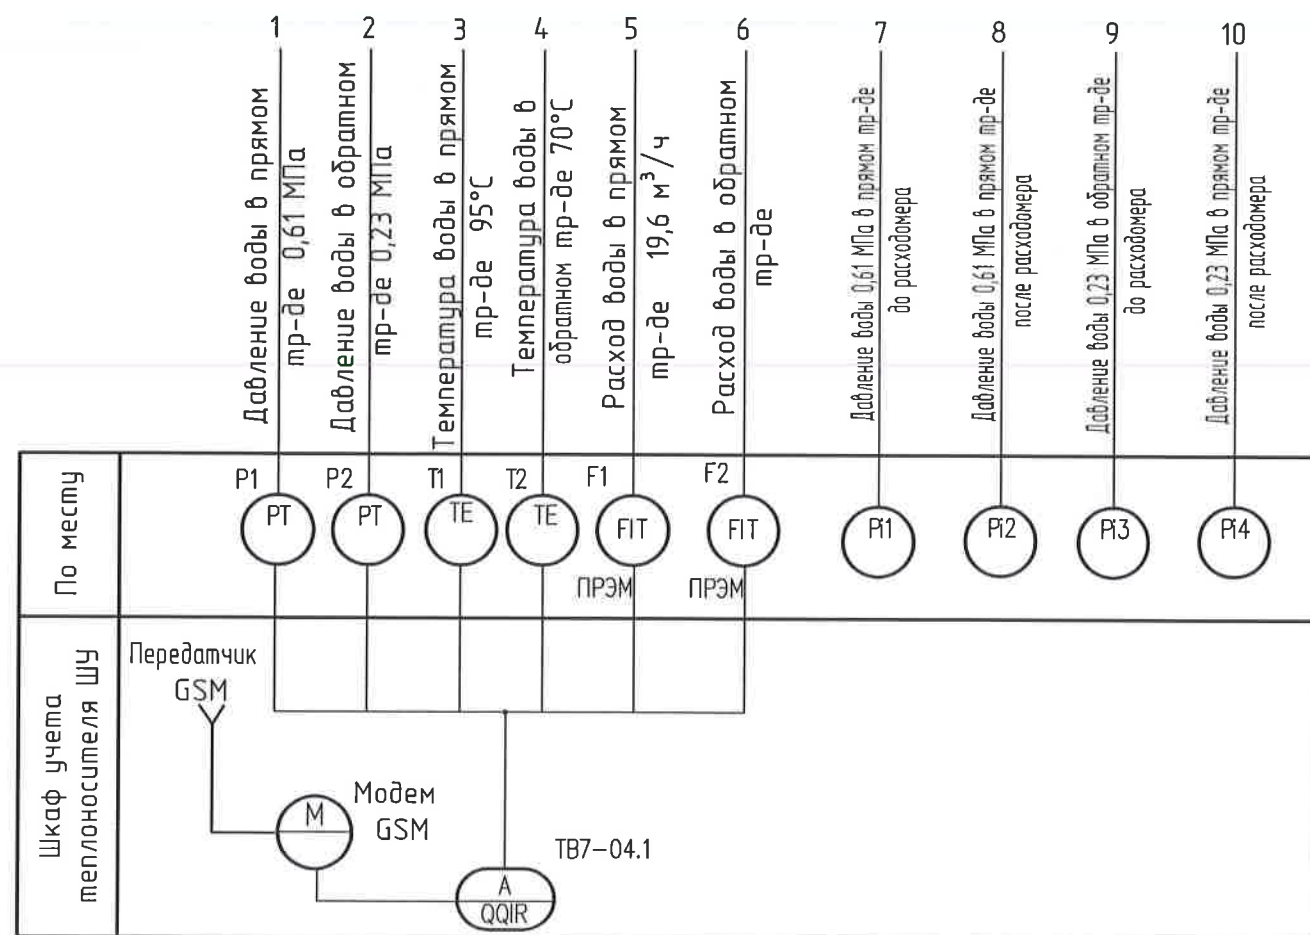 1
2
3
4
5
6
7
8
9
10
Давление воды в прямом
тр-де 0,61 МПа
Давление воды в обратном
тр-де 0,23 МПа
Температура воды в прямом
тр-де 95°С
Температура воды в
обратном тр-де 70°С
Расход воды в прямом
тр-де 19,6 м³/ч
Расход воды в обратном
тр-де
Давление воды 0,61 МПа в прямом тр-де
до расходомера
Давление воды 0,61 МПа в прямом тр-де
после расходомера
Давление воды 0,23 МПа в обратном тр-де
до расходомера
Давление воды 0,23 МПа в прямом тр-де
после расходомера
По месту
P1
PT
P2
PT
T1
TE
T2
TE
F1
FIT
ПРЭМ
F2
FIT
ПРЭМ
Pi1
Pi2
Pi3
Pi4
Шкаф учета
теплоносителя ШУ
Передатчик
GSM
М
Модем
GSM
ТВ7-04.1
A
QQIR